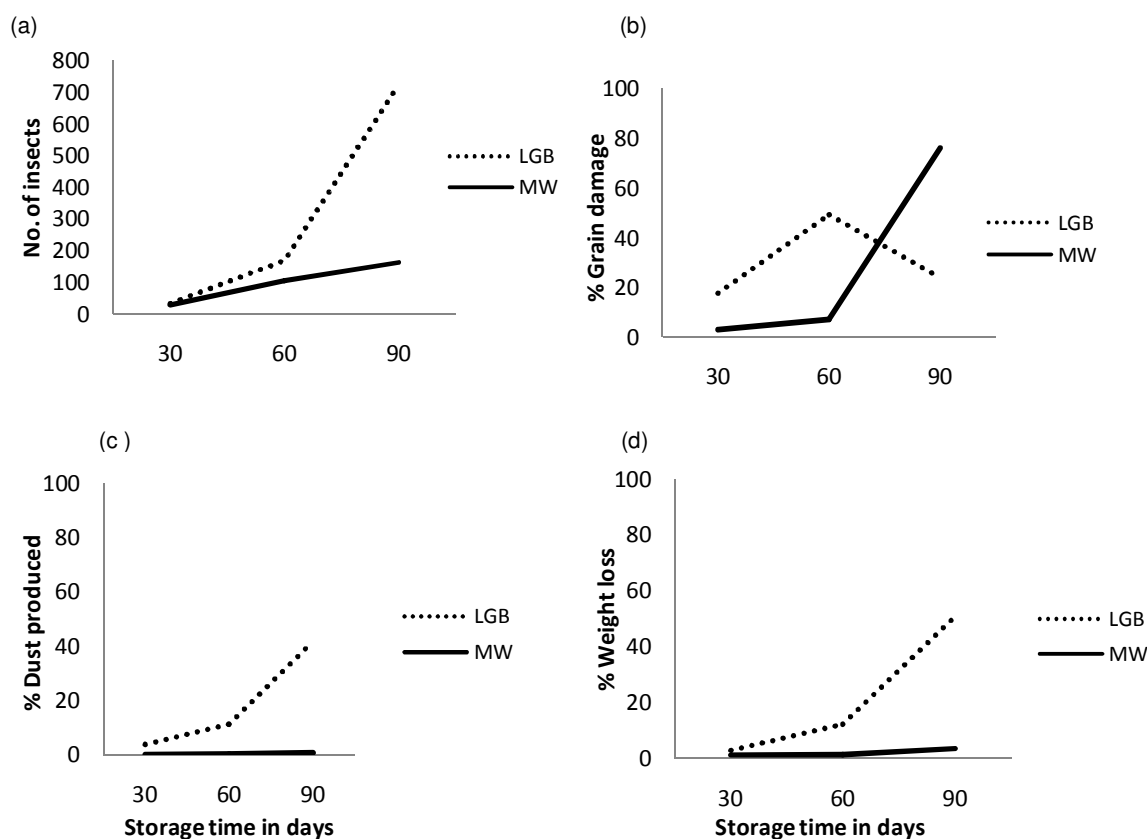 (a)
800
700
600
500
400
300
200
100
0
No. of insects
30 60 90
LGB
MW
(b)
100
80
60
40
20
0
% Grain damage
30 60 90
LGB
MW
(c )
100
80
60
40
20
0
% Dust produced
30 60 90
Storage time in days
LGB
MW
(d)
100
80
60
40
20
0
% Weight loss
30 60 90
Storage time in days
LGB
MW